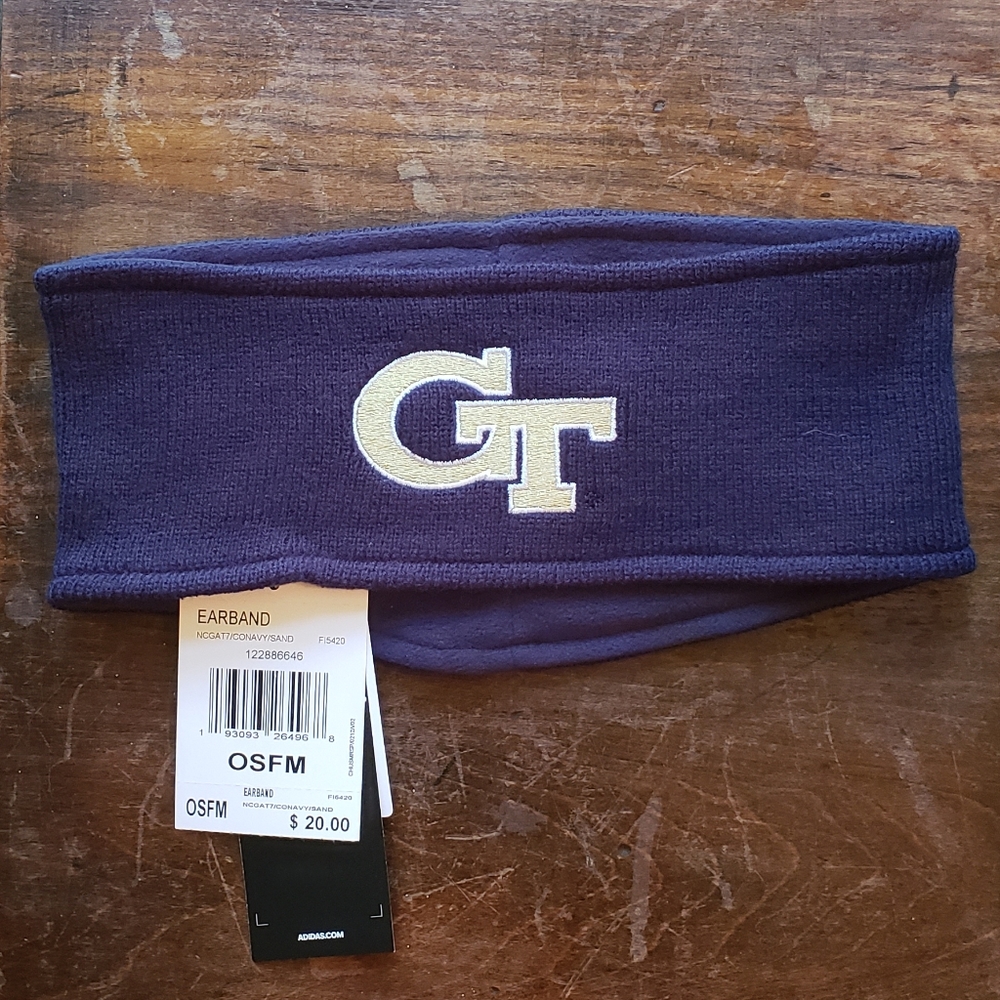 GT
EARBAND
NCGAT7/CONAVY/SAND FI5420
122886646
1 93093 26496 8
OSFM
EARBAND FI5420
NCGAT7/CONAVY/SAND
OSFM
$ 20.00
ADIDAS.COM